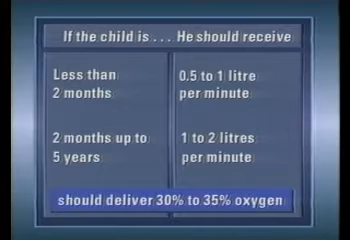 If the child is . . . He should receive
Less than
2 months
0.5 to 1 litre
per minute
2 months up to
5 years
1 to 2 litres
per minute
should deliver 30% to 35% oxygen